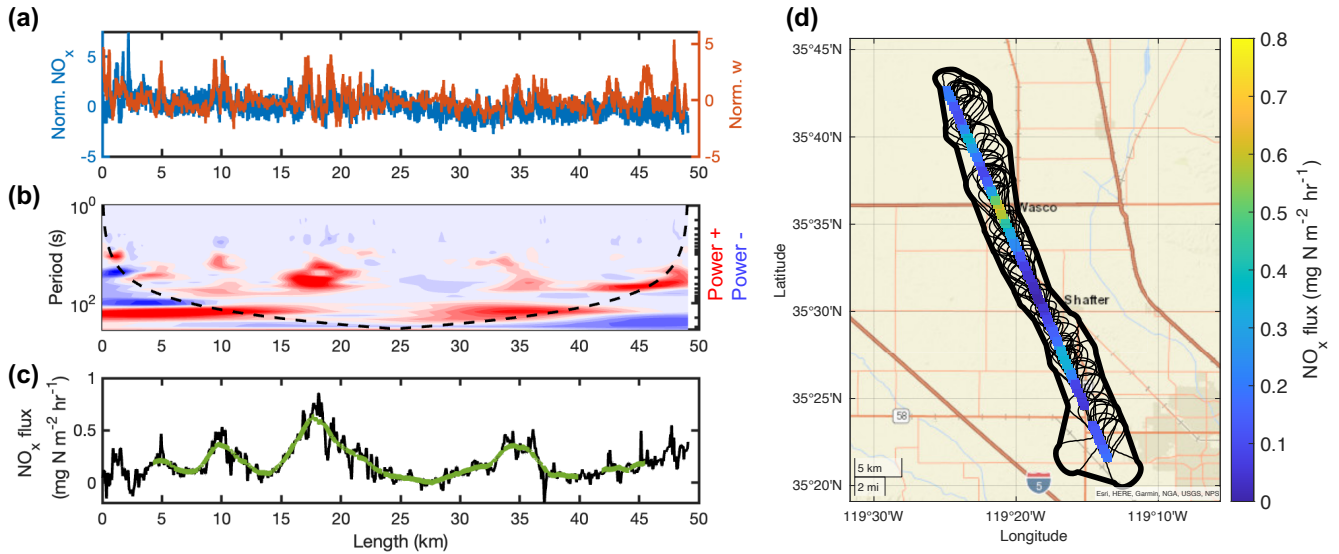 (a)
5
0
-5
Norm. NOx
5
0
-5
Norm. w
0 5 10 15 20 25 30 35 40 45 50
(b)
10^0
10^2
Period (s)
Power +
Power -
0 5 10 15 20 25 30 35 40 45 50
(c)
1
0.5
0
NOx flux
(mg N m-2 hr-1)
0 5 10 15 20 25 30 35 40 45 50
Length (km)
(d)
35°45'N
35°40'N
35°35'N
35°30'N
35°25'N
35°20'N
Latitude
Wasco
Shafter
58
5
5 km
2 mi
Esri, HERE, Garmin, NGA, USGS, NPS
119°30'W 119°20'W 119°10'W
Longitude
0.8
0.7
0.6
0.5
0.4
0.3
0.2
0.1
0
NOx flux (mg N m-2 hr-1)